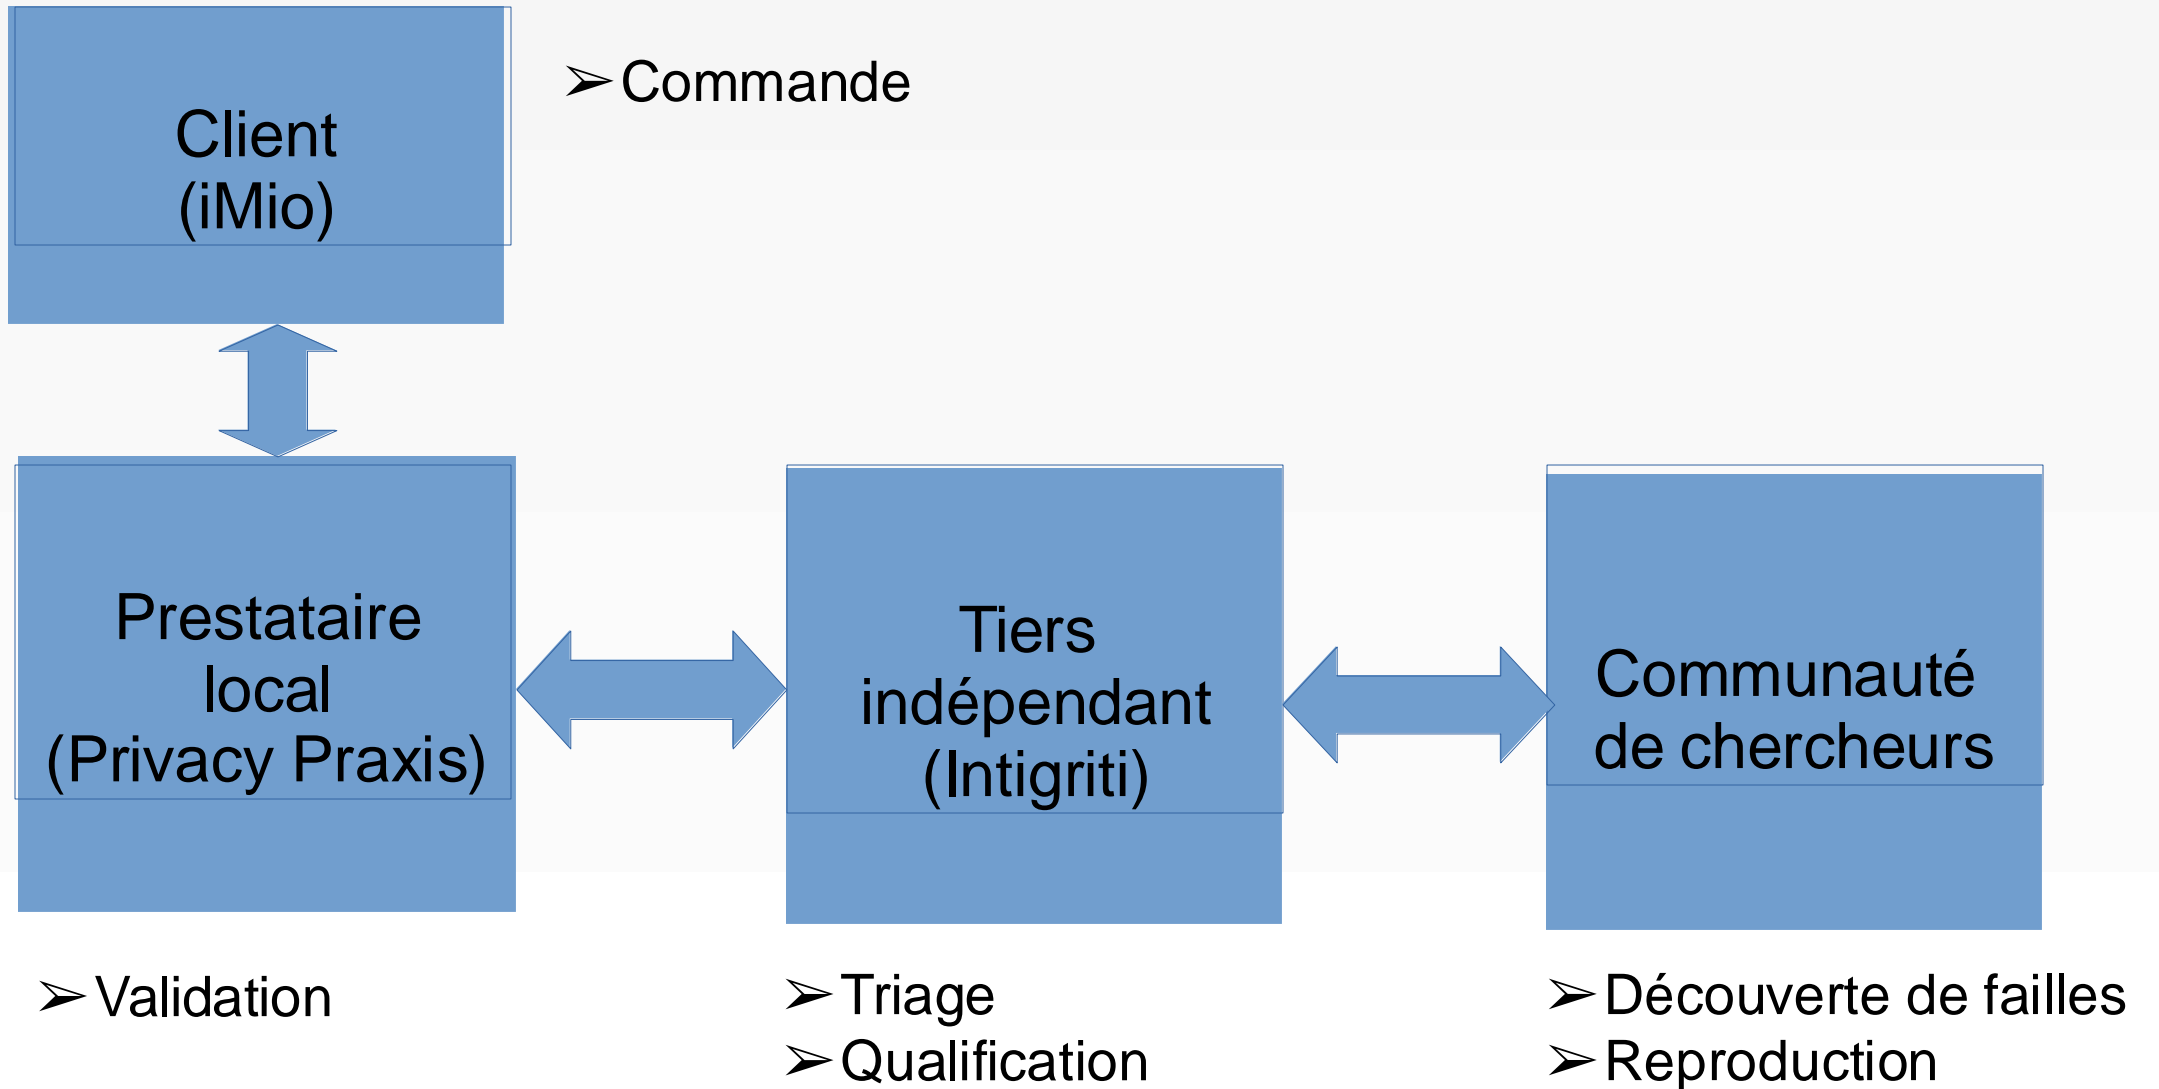 Client
(iMio)
➢Commande
Prestataire
local
(Privacy Praxis)
Tiers
indépendant
(Intigriti)
Communauté
de chercheurs
➢Validation
➢Triage
➢Qualification
➢Découverte de failles
➢Reproduction